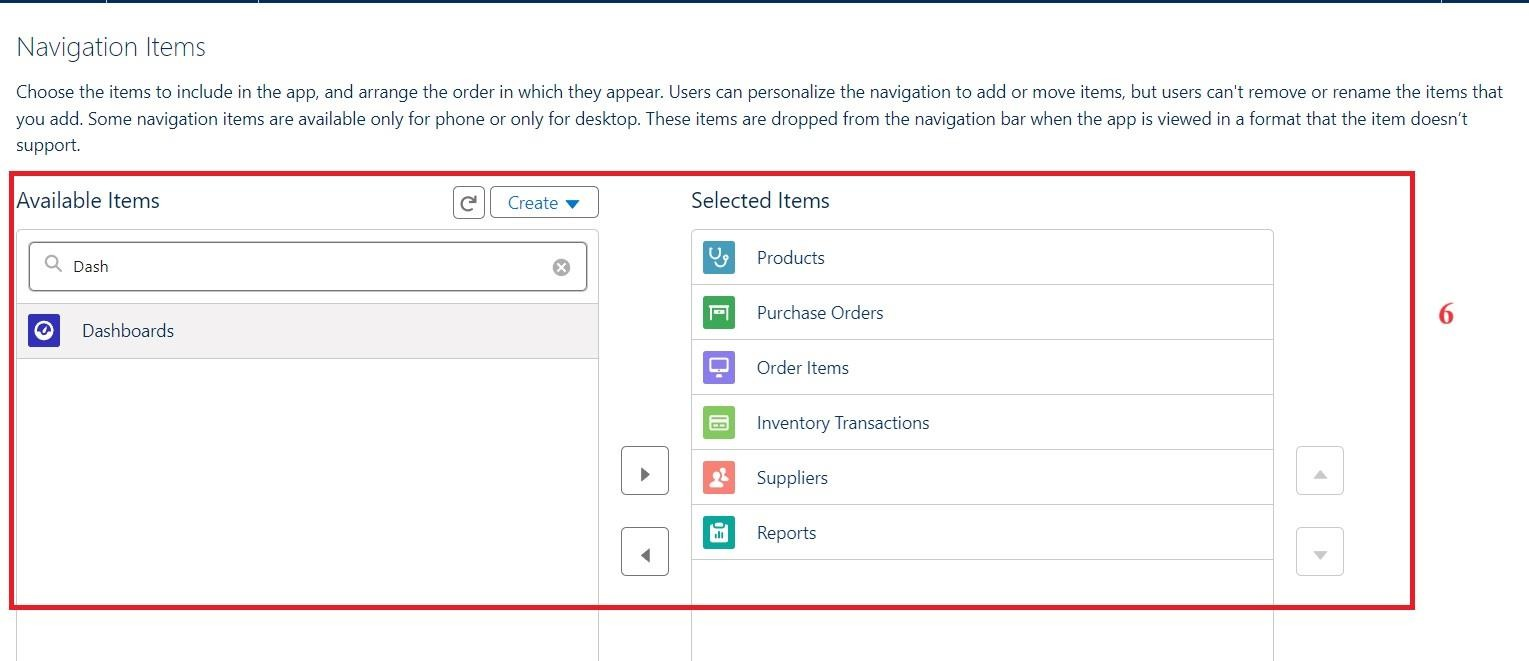 Navigation Items
Choose the items to include in the app, and arrange the order in which they appear. Users can personalize the navigation to add or move items, but users can't remove or rename the items that
you add. Some navigation items are available only for phone or only for desktop. These items are dropped from the navigation bar when the app is viewed in a format that the item doesn’t
support.
Available Items
Create
Dash
Dashboards
Selected Items
Products
Purchase Orders
Order Items
Inventory Transactions
Suppliers
Reports
6